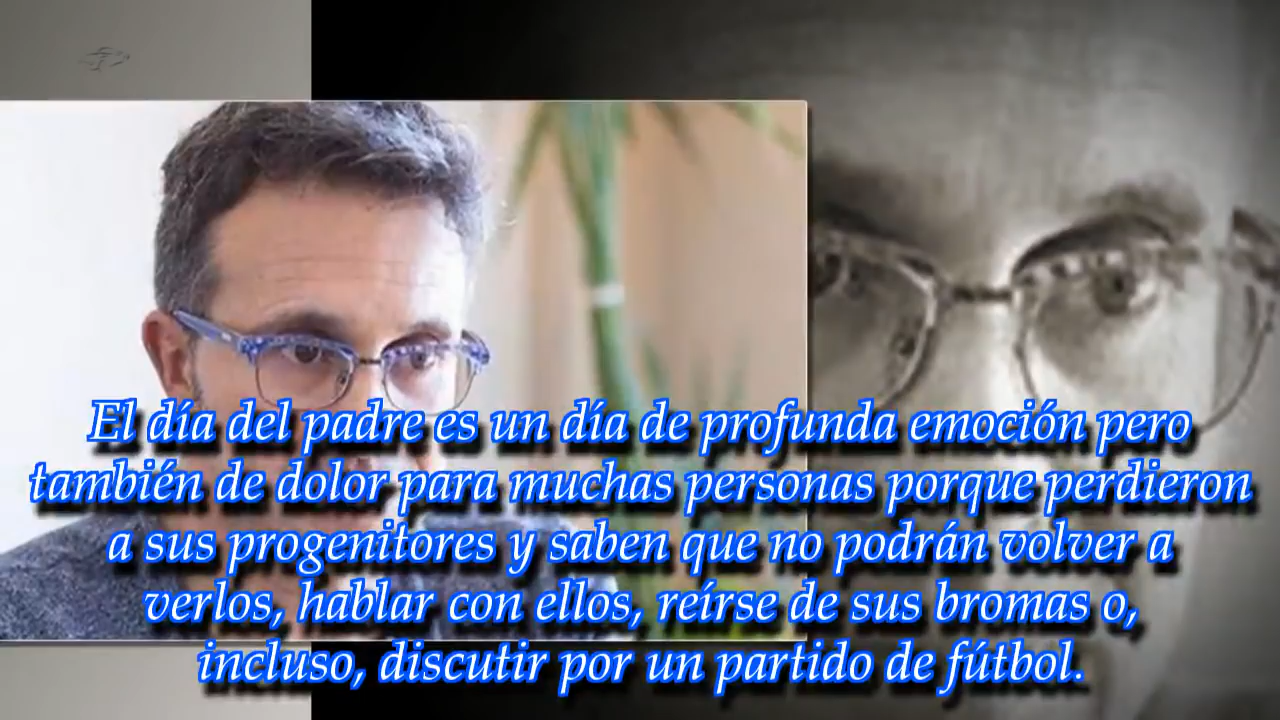 El día del padre es un día de profunda emoción pero
también de dolor para muchas personas porque perdieron
a sus progenitores y saben que no podrán volver a
verlos, hablar con ellos, reírse de sus bromas o,
incluso, discutir por un partido de fútbol.